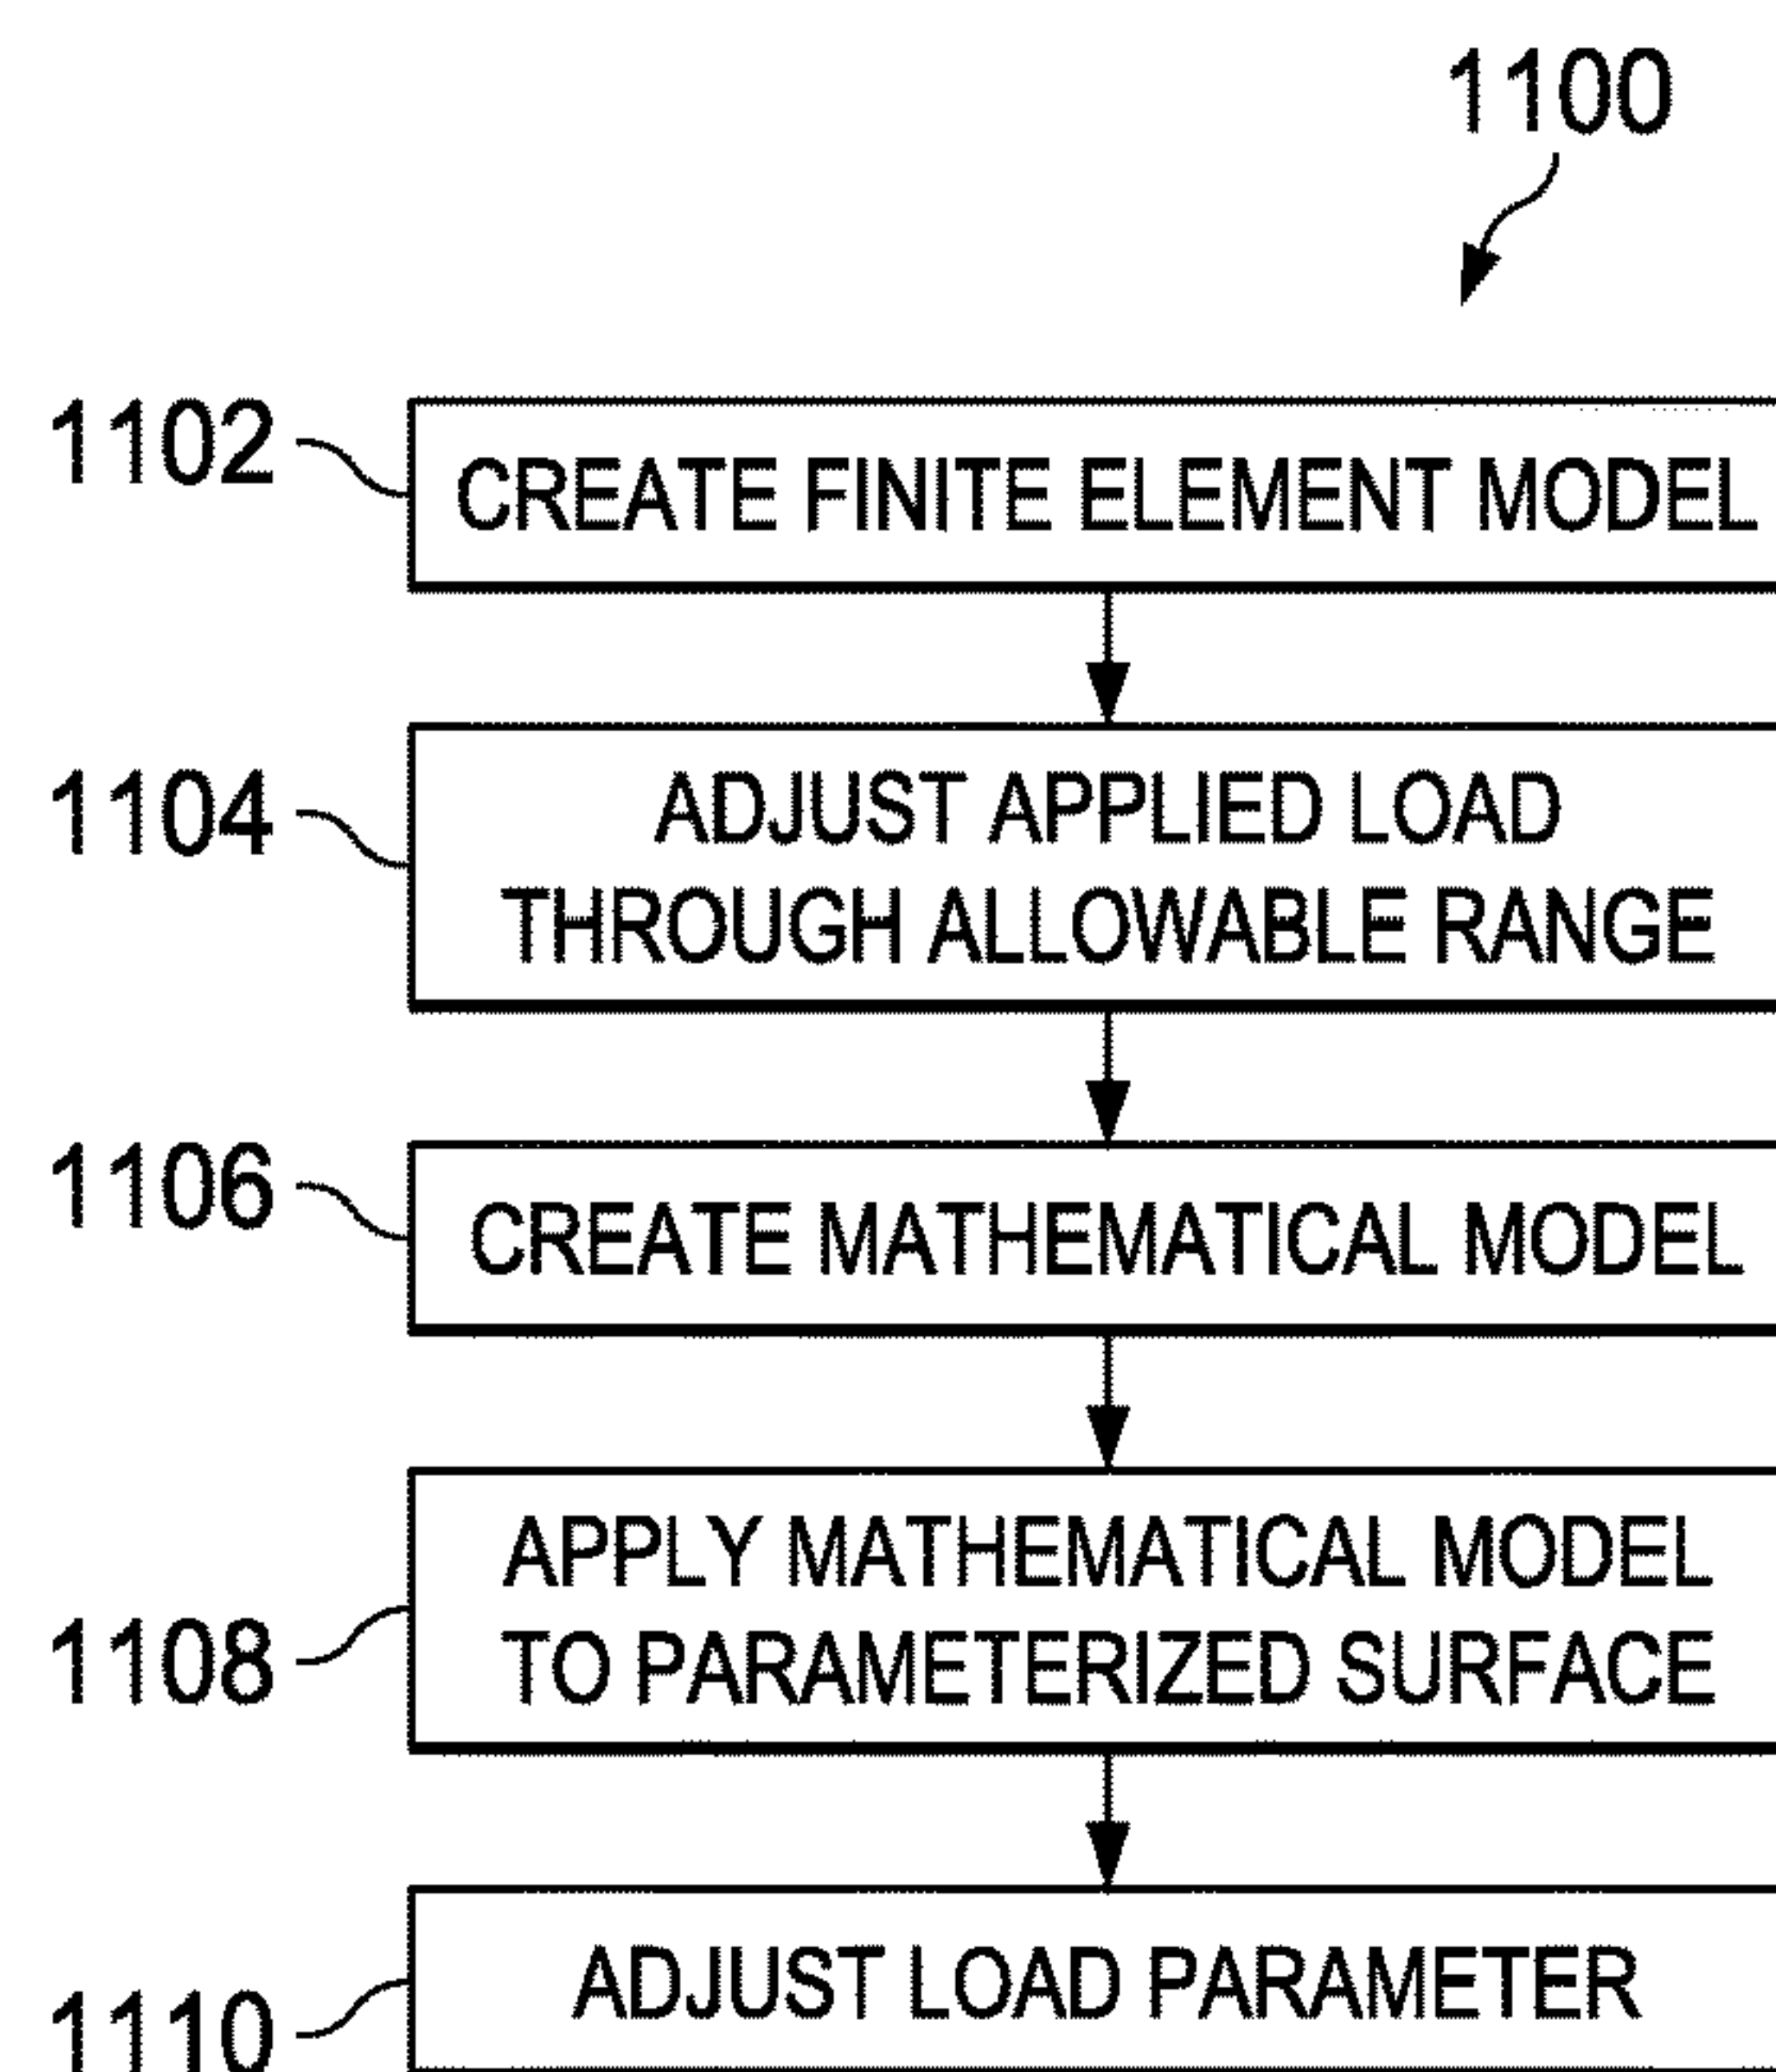 1100
1102
CREATE FINITE ELEMENT MODEL
1104
ADJUST APPLIED LOAD
THROUGH ALLOWABLE RANGE
1106
CREATE MATHEMATICAL MODEL
1108
APPLY MATHEMATICAL MODEL
TO PARAMETERIZED SURFACE
1110
ADJUST LOAD PARAMETER